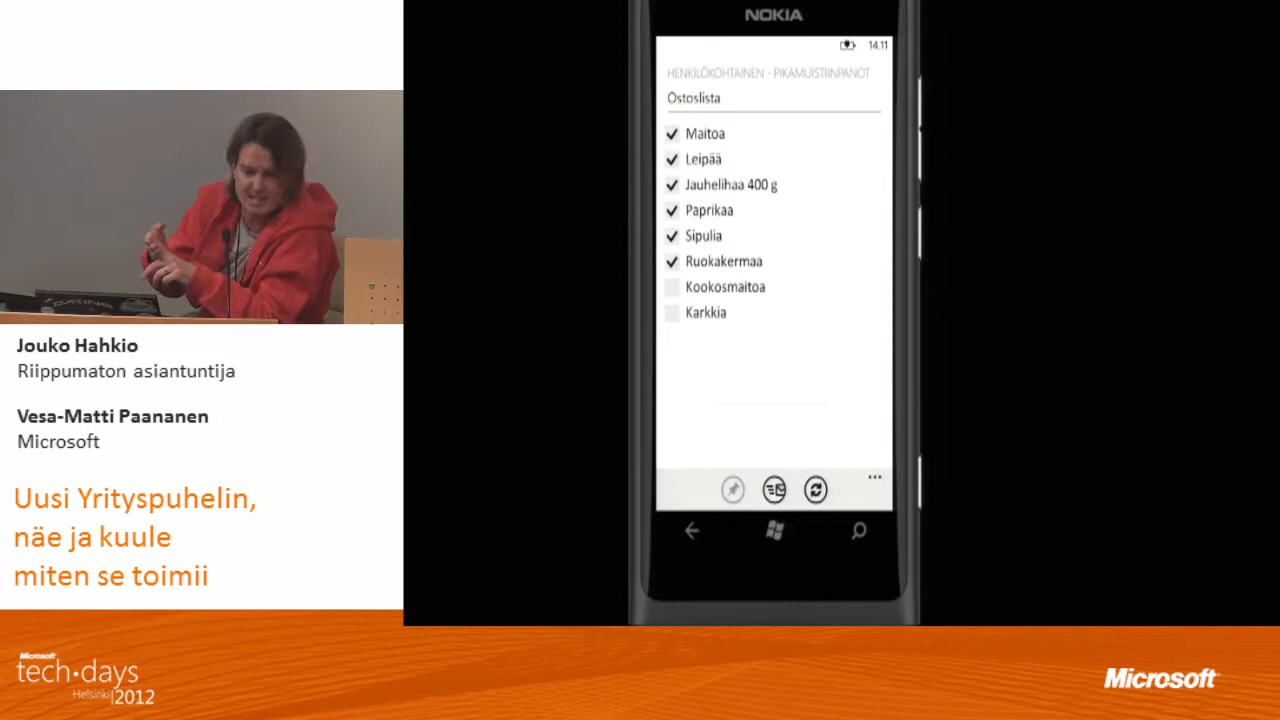 DAKINE
Jouko Hahkio
Riippumaton asiantuntija
Vesa-Matti Paananen
Microsoft
Uusi Yrityspuhelin,
näe ja kuule
miten se toimii
Microsoft
tech·days
Helsinki|2012
NOKIA
14.11
HENKILÖKOHTAINEN - PIKAMUISTIINPANOT
Ostoslista
Maitoa
Leipää
Jauhelihaa 400 g
Paprikaa
Sipulia
Ruokakermaa
Kookosmaitoa
Karkkia
Microsoft